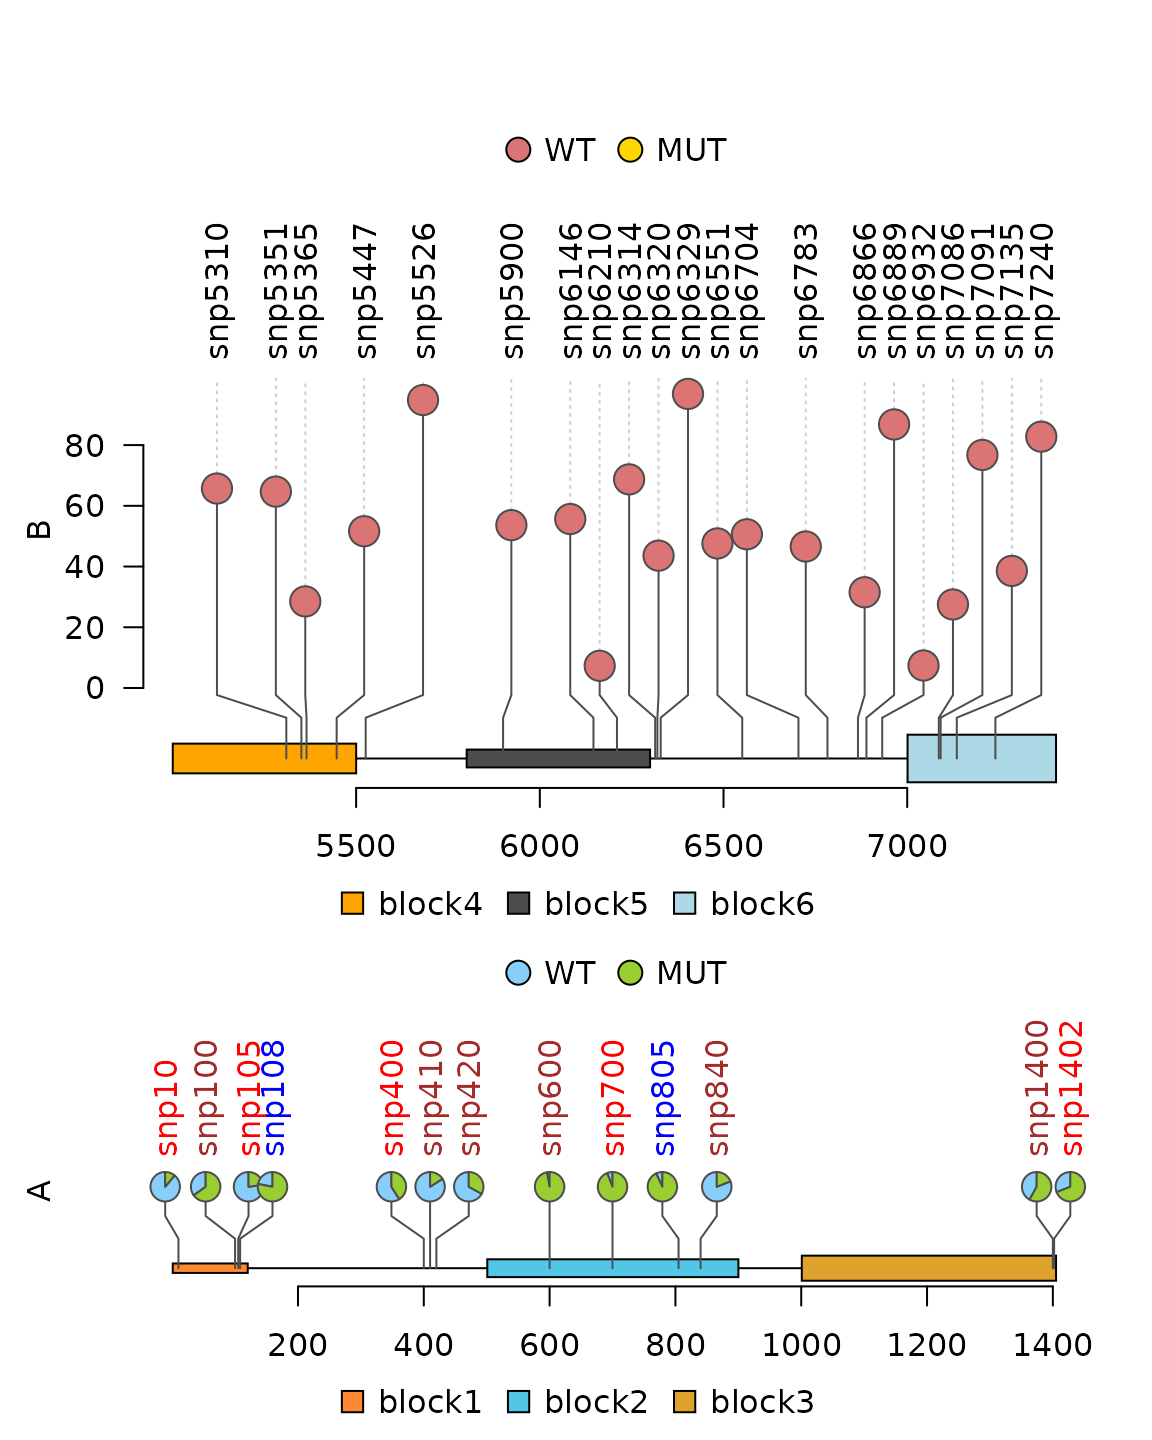 WT MUT
snp5310 snp5351 snp5365 snp5447 snp5526 snp5900 snp6146 snp6210 snp6314 snp6320 snp6329 snp6551 snp6704 snp6783 snp6866 snp6889 snp6932 snp7086 snp7091 snp7135 snp7240
80
60
B
40
20
0
5500 6000 6500 7000
block4 block5 block6
WT MUT
snp10 snp100 snp105 snp108 snp400 snp410 snp420 snp600 snp700 snp805 snp840 snp1400 snp1402
A
200 400 600 800 1000 1200 1400
block1 block2 block3